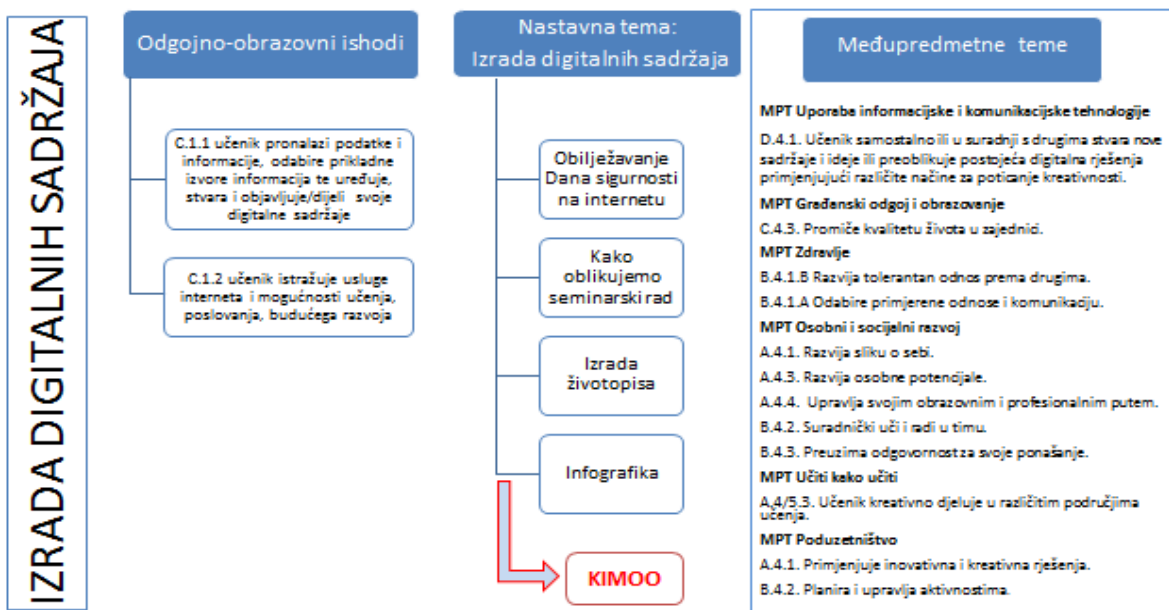 IZRADA DIGITALNIH SADRŽAJA
Odgojno-obrazovni ishodi
C.1.1 učenik pronalazi podatke i
informacije, odabire prikladne
izvore informacija te uređuje,
stvara i objavljuje/dijeli svoje
digitalne sadržaje
C.1.2 učenik istražuje usluge
interneta i mogućnosti učenja,
poslovanja, budućega razvoja
Nastavna tema:
Izrada digitalnih sadržaja
Obilježavanje
Dana sigurnosti
na internetu
Kako
oblikujemo
seminarski rad
Izrada
životopisa
Infografika
KIMOO
Međupredmetne teme
MPT Uporaba informacijske i komunikacijske tehnologije
D.4.1. Učenik samostalno ili u suradnji s drugima stvara nove
sadržaje i ideje ili preoblikuje postojeća digitalna rješenja
primjenjujući različite načine za poticanje kreativnosti.
MPT Građanski odgoj i obrazovanje
C.4.3. Promiče kvalitetu života u zajednici.
MPT Zdravlje
B.4.1.B Razvija tolerantan odnos prema drugima.
B.4.1.A Odabire primjerene odnose i komunikaciju.
MPT Osobni i socijalni razvoj
A.4.1. Razvija sliku o sebi.
A.4.3. Razvija osobne potencijale.
A.4.4. Upravlja svojim obrazovnim i profesionalnim putem.
B.4.2. Suradnički uči i radi u timu.
B.4.3. Preuzima odgovornost za svoje ponašanje.
MPT Učiti kako učiti
A.4/5.3. Učenik kreativno djeluje u različitim područjima
učenja.
MPT Poduzetništvo
A.4.1. Primjenjuje inovativna i kreativna rješenja.
B.4.2. Planira i upravlja aktivnostima.